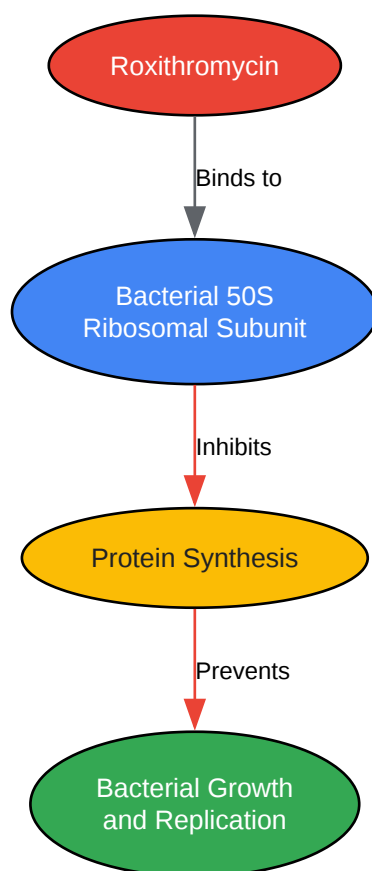 Roxithromycin
Binds to
Bacterial 50S
Ribosomal Subunit
Inhibits
Protein Synthesis
Prevents
Bacterial Growth
and Replication